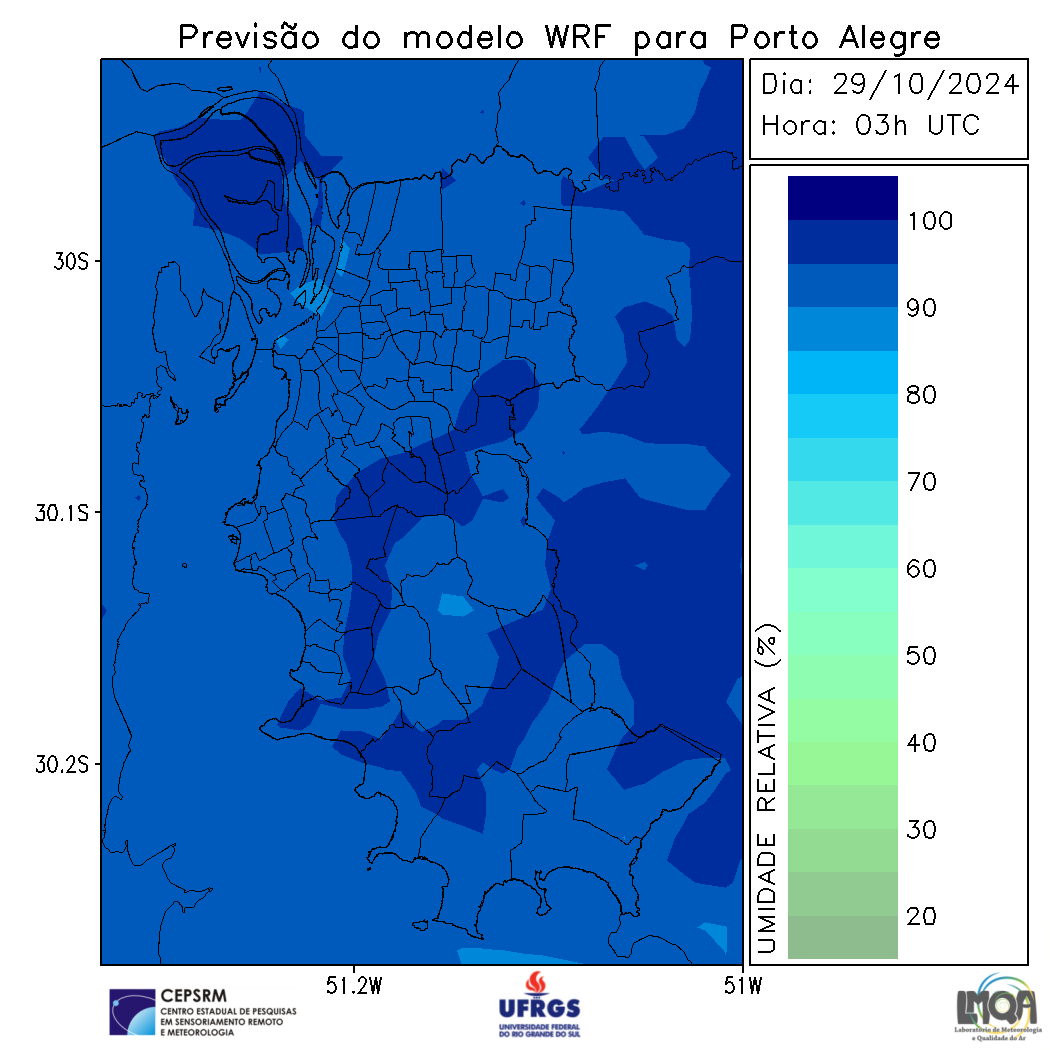 Previsão do modelo WRF para Porto Alegre
Dia: 29/10/2024
Hora: 03h UTC
100
90
80
70
60
50
40
30
20
UMIDADE RELATIVA (%)
30S
30.1S
30.2S
51.2W
51W
CEPSRM
CENTRO ESTADUAL DE PESQUISAS
EM SENSORIAMENTO REMOTO
E METEOROLOGIA
UFRGS
UNIVERSIDADE FEDERAL
DO RIO GRANDE DO SUL
LMQA
Laboratório de Meteorologia
e Qualidade do Ar